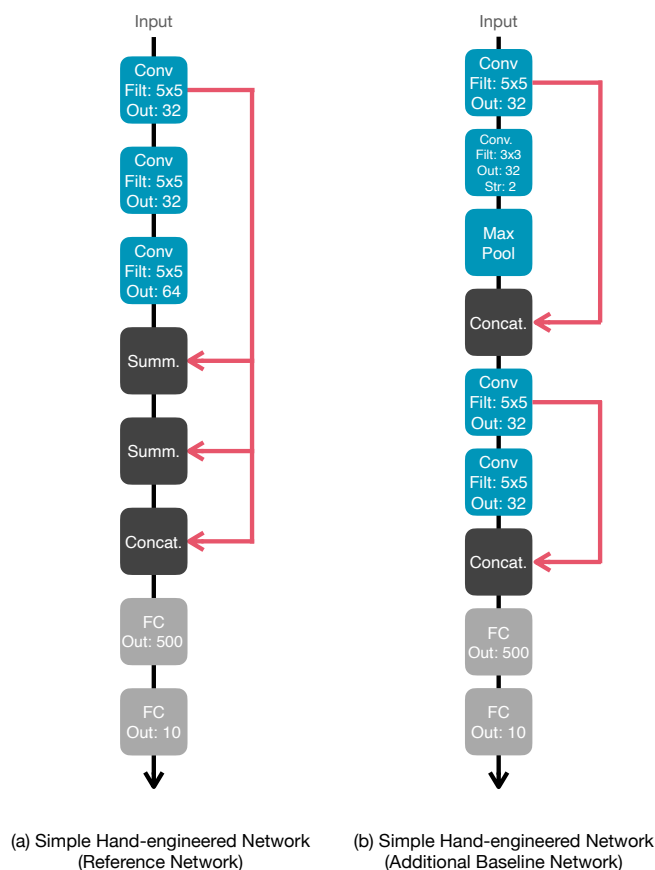 Input
Conv
Filt: 5x5
Out: 32
Conv
Filt: 5x5
Out: 32
Conv
Filt: 5x5
Out: 64
Summ.
Summ.
Concat.
FC
Out: 500
FC
Out: 10
(a) Simple Hand-engineered Network
(Reference Network)
Input
Conv
Filt: 5x5
Out: 32
Conv.
Filt: 3x3
Out: 32
Str: 2
Max
Pool
Concat.
Conv
Filt: 5x5
Out: 32
Conv
Filt: 5x5
Out: 32
Concat.
FC
Out: 500
FC
Out: 10
(b) Simple Hand-engineered Network
(Additional Baseline Network)